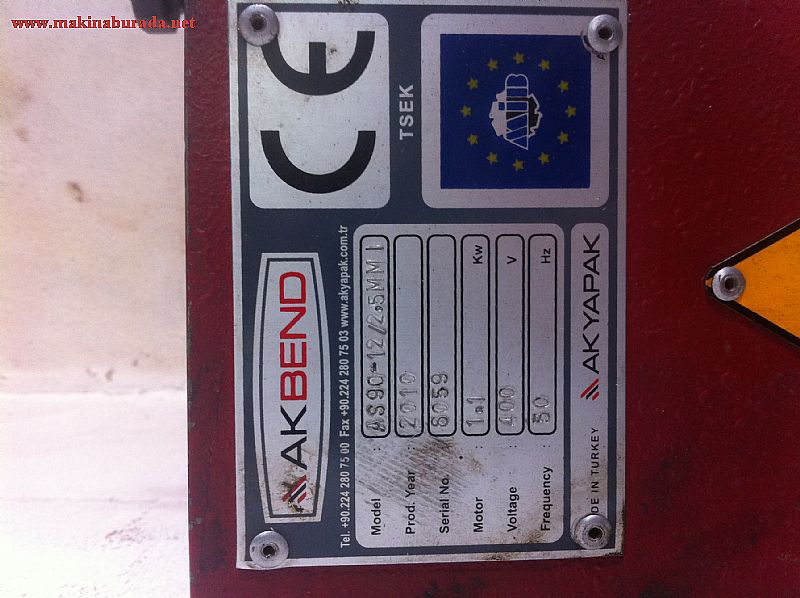 www.makinaburada.net
CE
TSEK
MIB
AKBEND
Tel. +90.224 280 75 00 Fax +90.224 280 75 03 www.akyapak.com.tr
Model : AS90-12/2.5MM I
Prod. Year : 2010
Serial No. : 6059
Motor : 1.1 Kw
Voltage : 400 V
Frequency : 50 Hz
DE IN TURKEY AKYAPAK